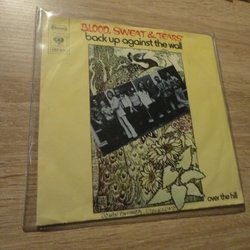 BLOOD, SWEAT & TEARS
back up against the wall
over the hill